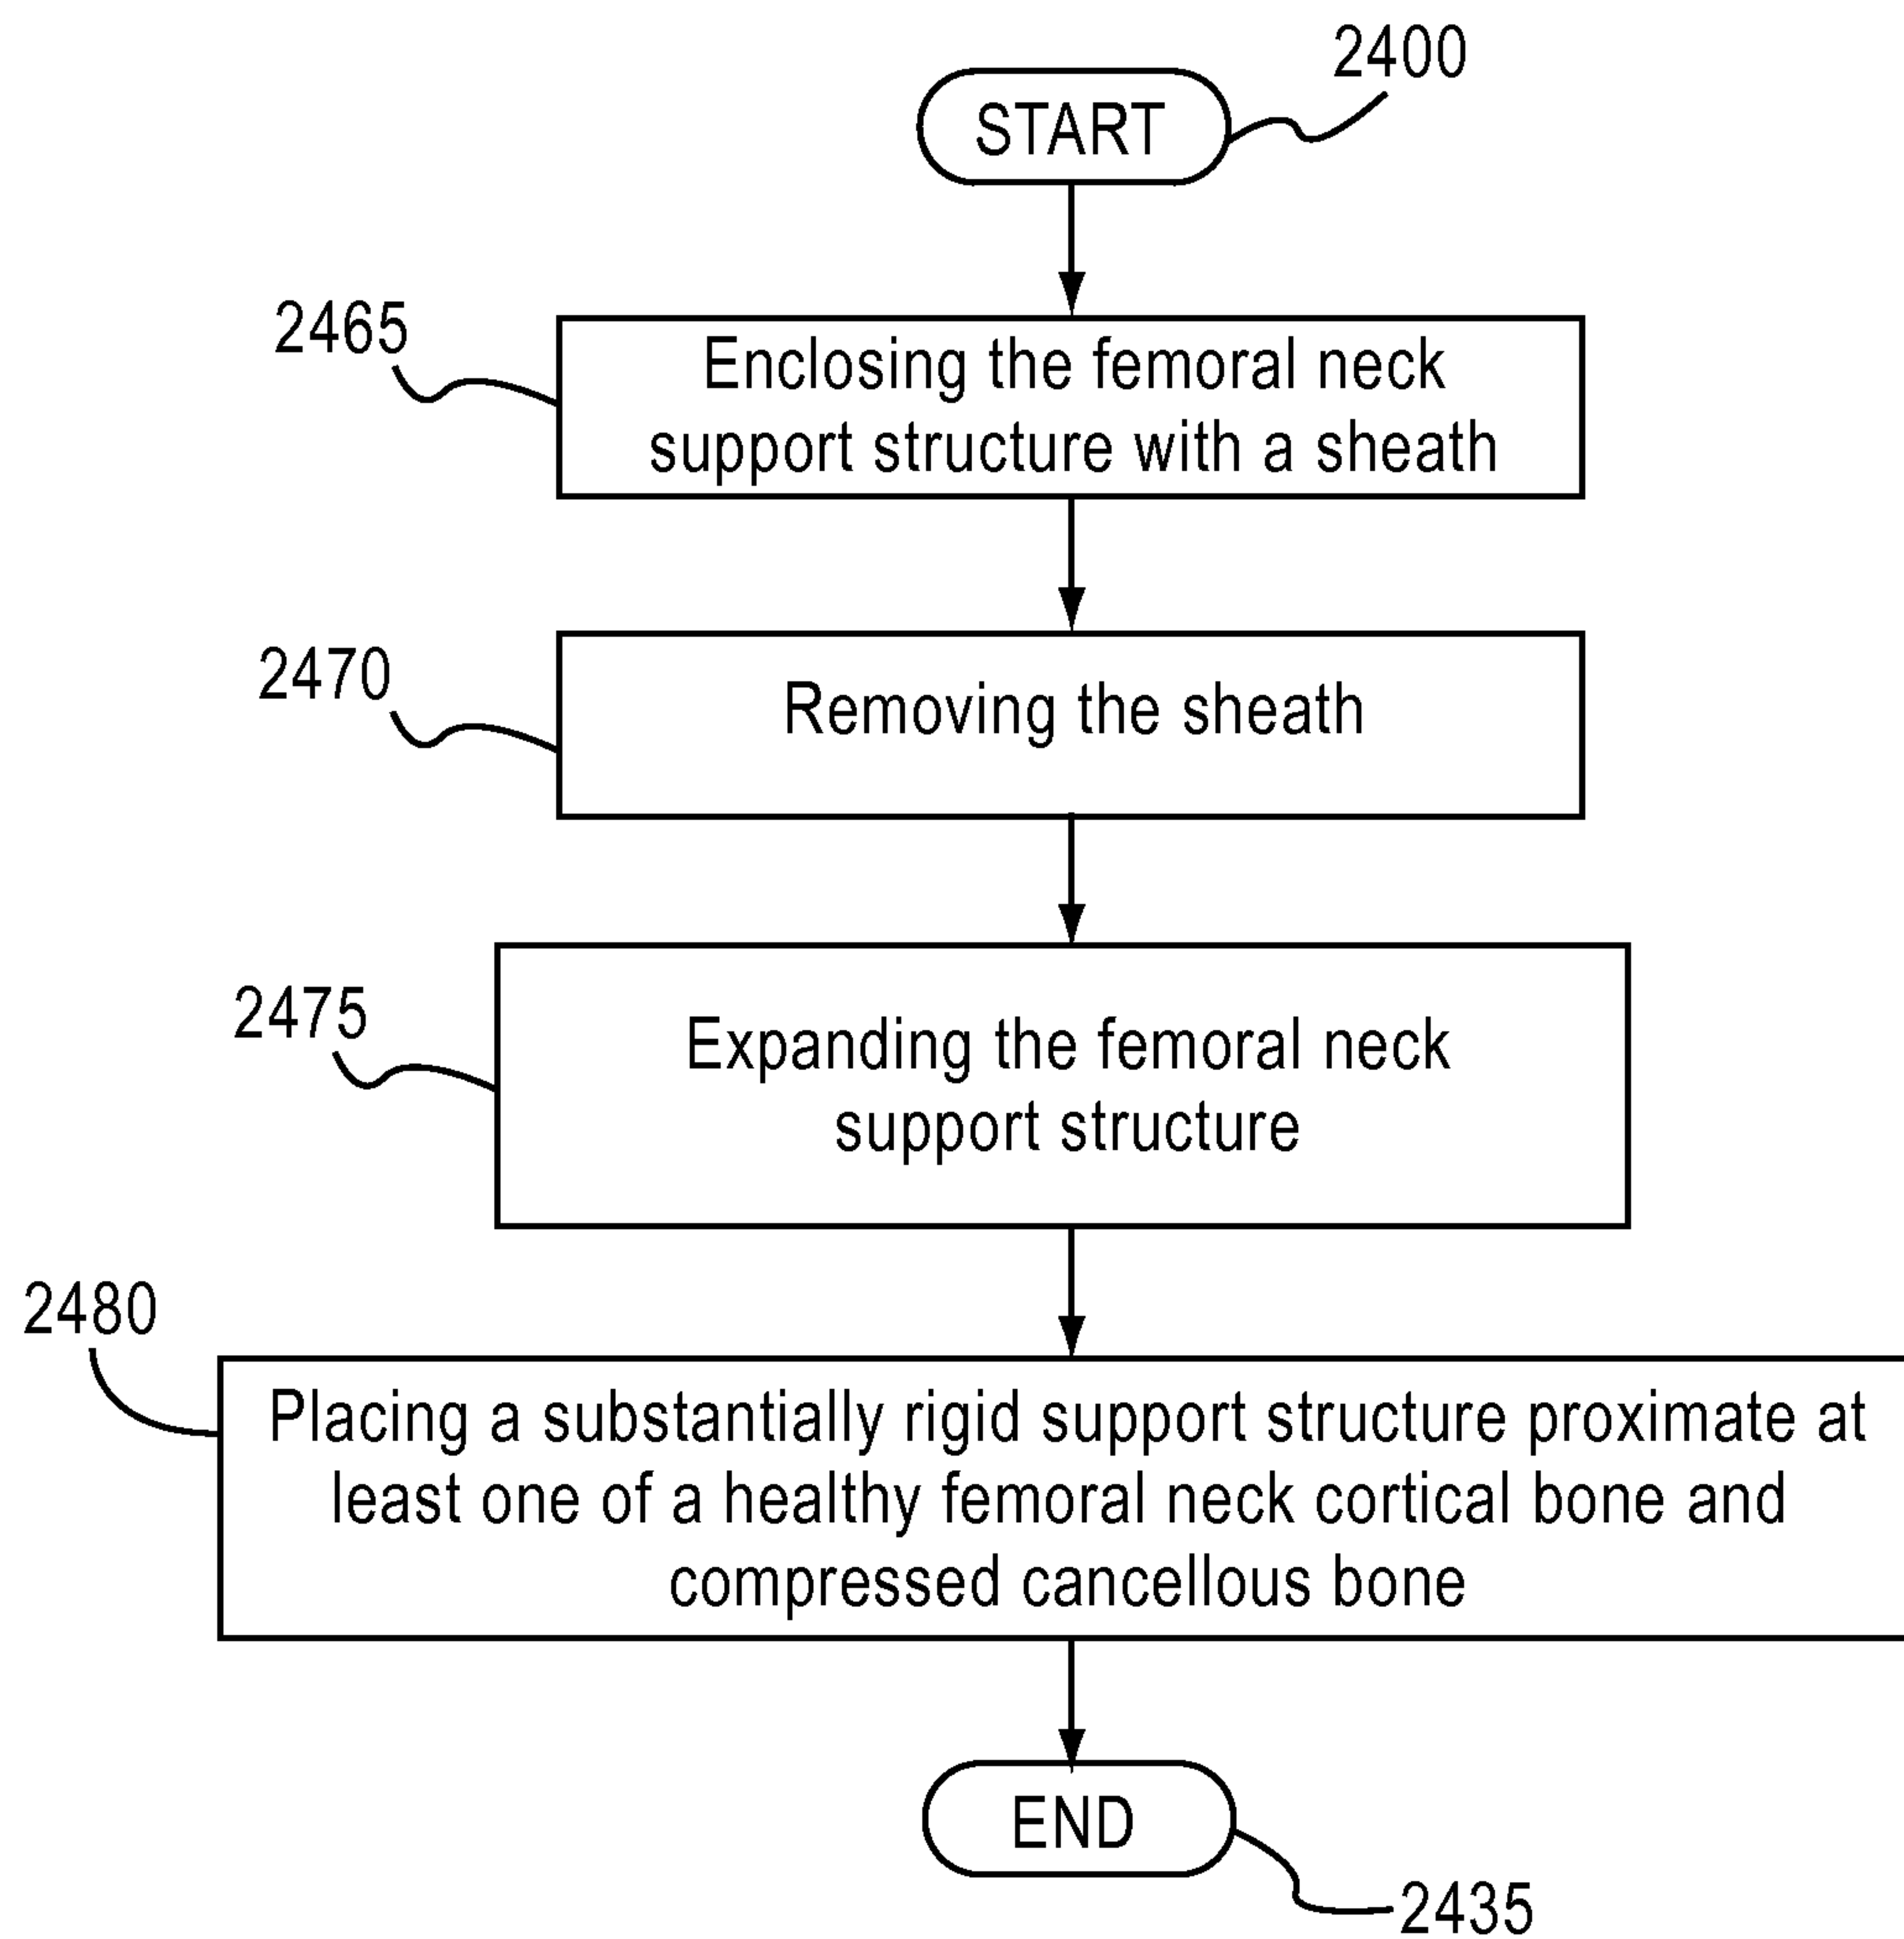 2400
START
2465
Enclosing the femoral neck
support structure with a sheath
2470
Removing the sheath
2475
Expanding the femoral neck
support structure
2480
Placing a substantially rigid support structure proximate at
least one of a healthy femoral neck cortical bone and
compressed cancellous bone
END
2435